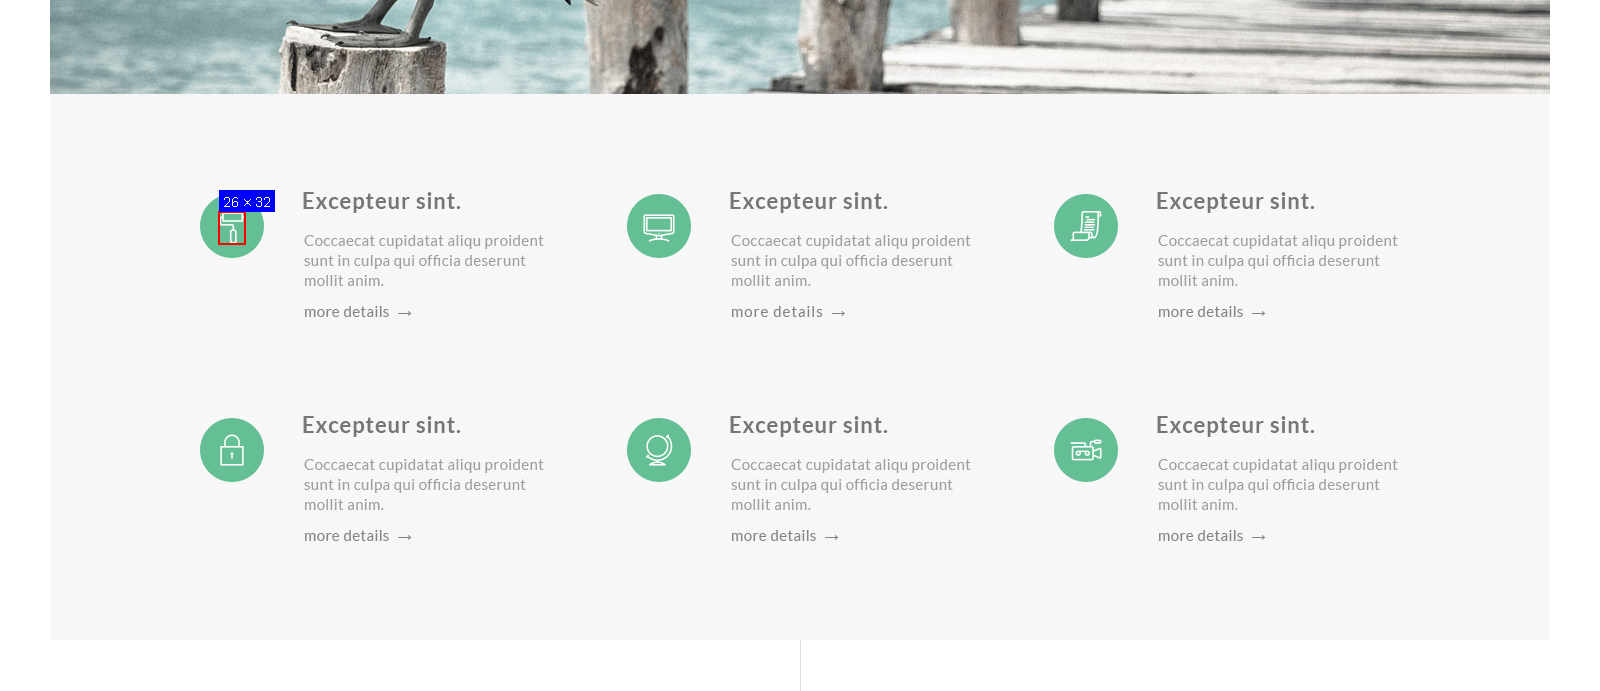 26 × 32
Excepteur sint.
Coccaecat cupidatat aliqu proident
sunt in culpa qui officia deserunt
mollit anim.
more details →
Excepteur sint.
Coccaecat cupidatat aliqu proident
sunt in culpa qui officia deserunt
mollit anim.
more details →
Excepteur sint.
Coccaecat cupidatat aliqu proident
sunt in culpa qui officia deserunt
mollit anim.
more details →
Excepteur sint.
Coccaecat cupidatat aliqu proident
sunt in culpa qui officia deserunt
mollit anim.
more details →
Excepteur sint.
Coccaecat cupidatat aliqu proident
sunt in culpa qui officia deserunt
mollit anim.
more details →
Excepteur sint.
Coccaecat cupidatat aliqu proident
sunt in culpa qui officia deserunt
mollit anim.
more details →